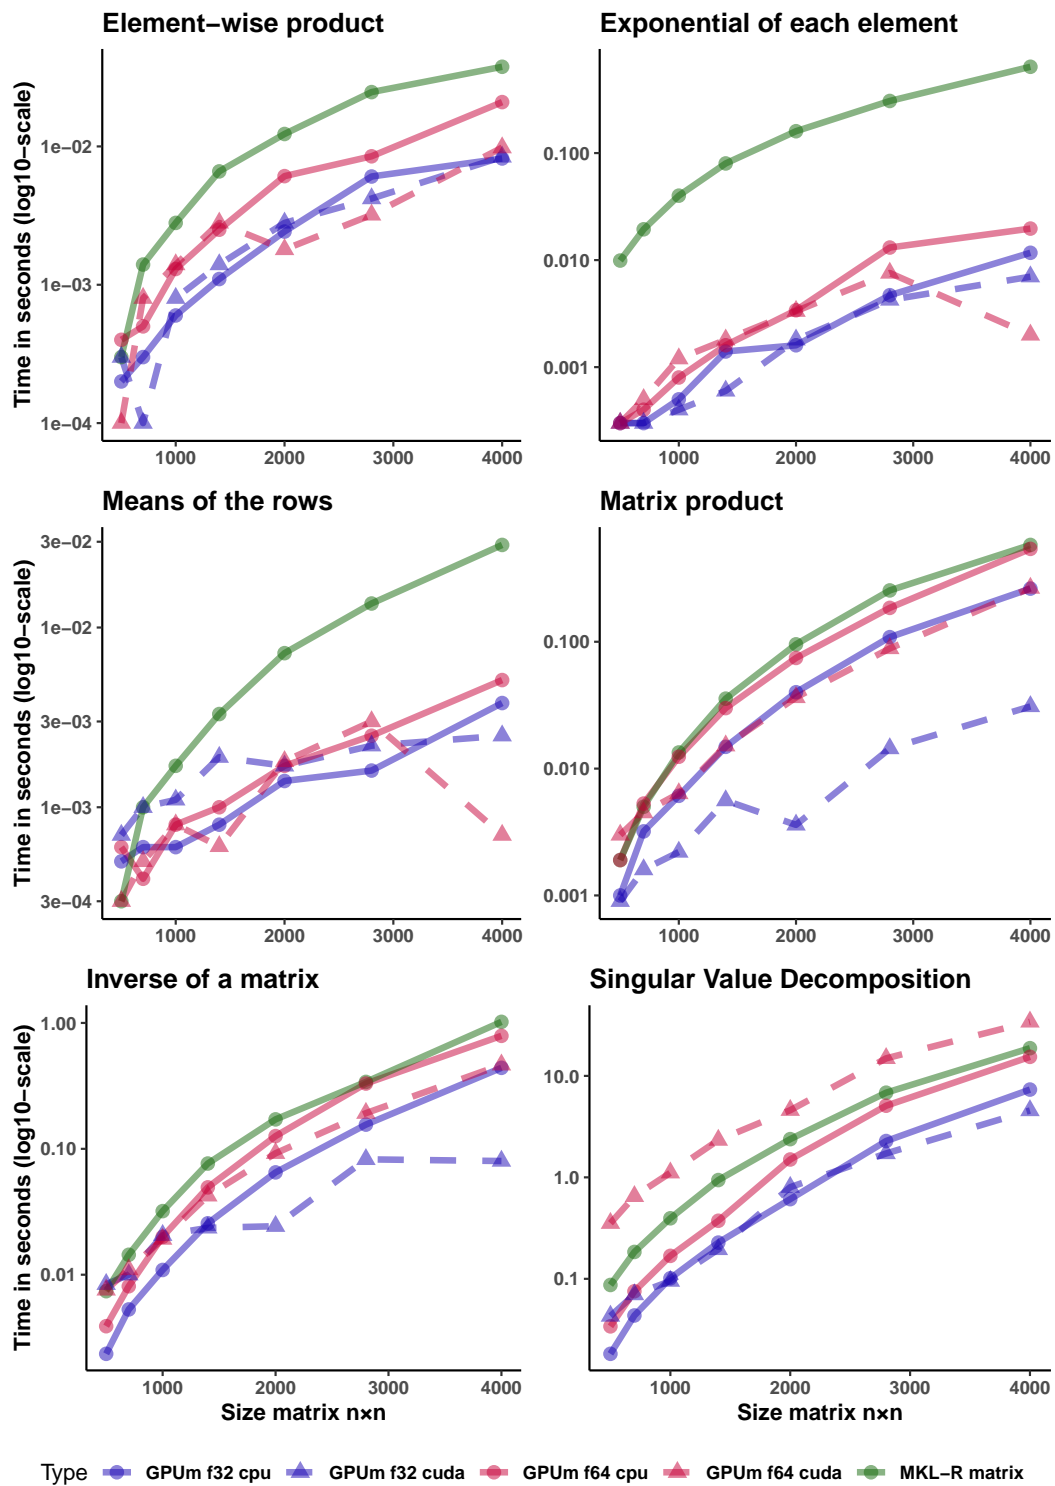 Element−wise product
Exponential of each element
Time in seconds (log10−scale)
1e−02
1e−03
1e−04
1000 2000 3000 4000
0.100
0.010
0.001
1000 2000 3000 4000
Means of the rows
Matrix product
Time in seconds (log10−scale)
3e−02
1e−02
3e−03
1e−03
3e−04
1000 2000 3000 4000
0.100
0.010
0.001
1000 2000 3000 4000
Inverse of a matrix
Singular Value Decomposition
Time in seconds (log10−scale)
1.00
0.10
0.01
1000 2000 3000 4000
Size matrix n×n
10.0
1.0
0.1
1000 2000 3000 4000
Size matrix n×n
Type GPUm f32 cpu GPUm f32 cuda GPUm f64 cpu GPUm f64 cuda MKL−R matrix